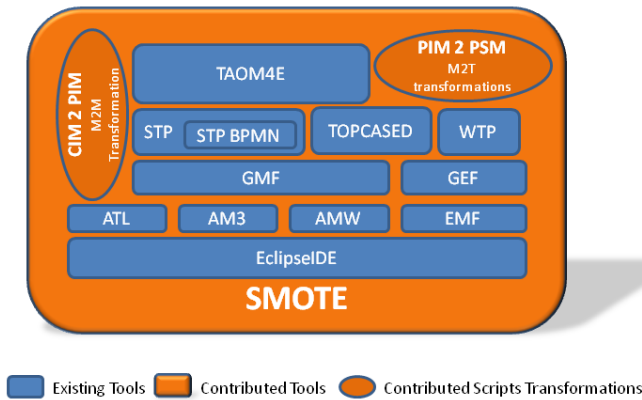 CIM 2 PIM
M2M
Transformation
TAOM4E
PIM 2 PSM
M2T
transformations
STP
STP BPMN
TOPCASED
WTP
GMF
GEF
ATL
AM3
AMW
EMF
EclipseIDE
SMOTE
Existing Tools
Contributed Tools
Contributed Scripts Transformations